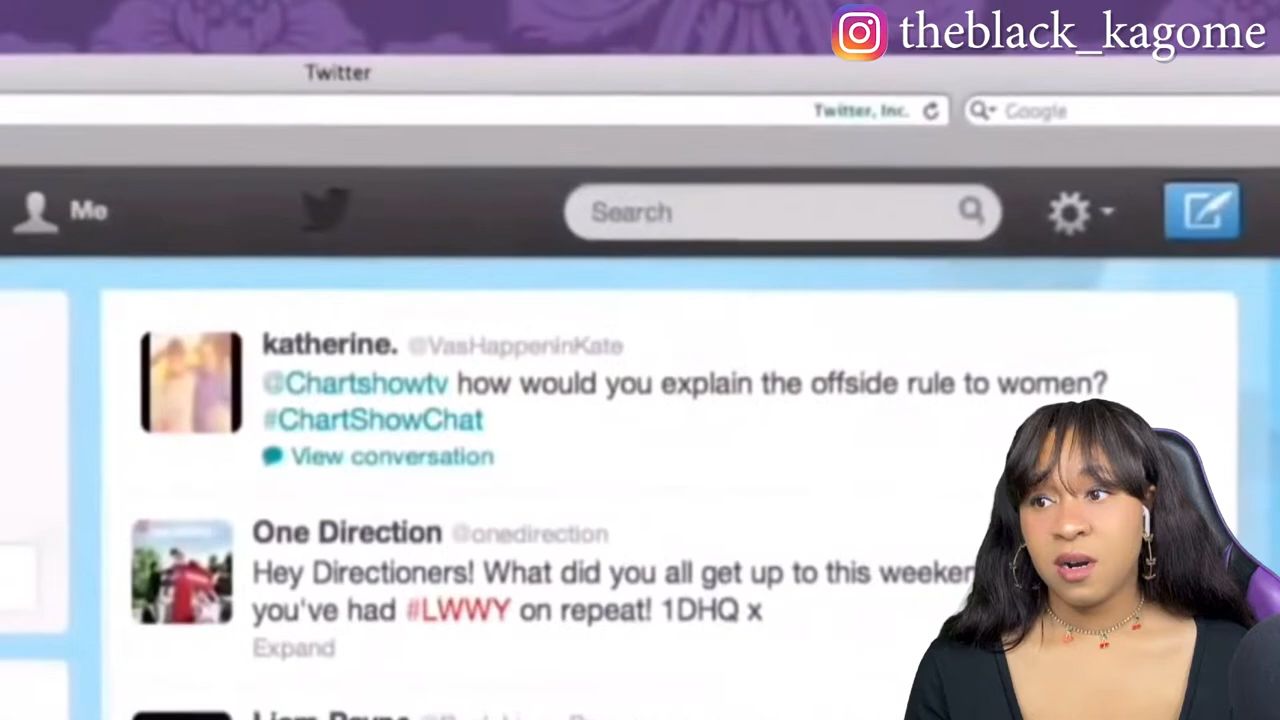 theblack_kagome
Twitter
Twitter, Inc.
Google
Me
Search
katherine. @VasHappeninKate
@Chartshowtv how would you explain the offside rule to women?
#ChartShowChat
View conversation
One Direction @onedirection
Hey Directioners! What did you all get up to this
you've had #LWWY on repeat! 1DHQ x
Expand
Liam Payne